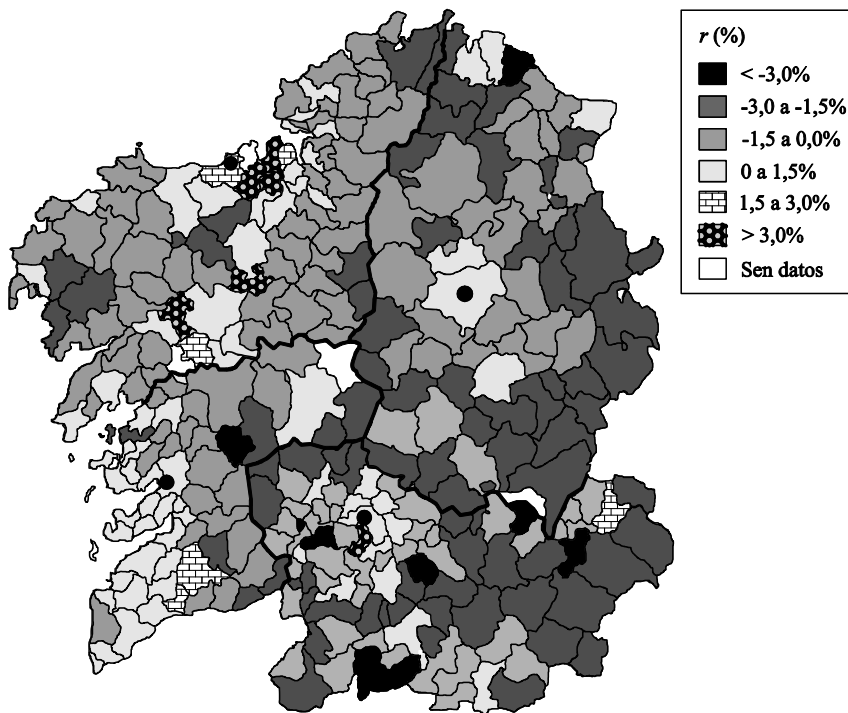 r (%)
< -3,0%
-3,0 a -1,5%
-1,5 a 0,0%
0 a 1,5%
1,5 a 3,0%
> 3,0%
Sen datos